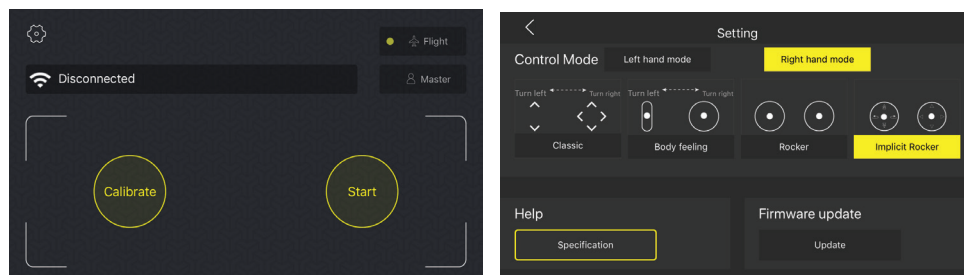 Flight
Disconnected
Master
Calibrate
Start
Setting
Control Mode
Left hand mode
Right hand mode
Turn left
Turn right
Turn left
Turn right
Classic
Body feeling
Rocker
Implicit Rocker
Help
Firmware update
Specification
Update